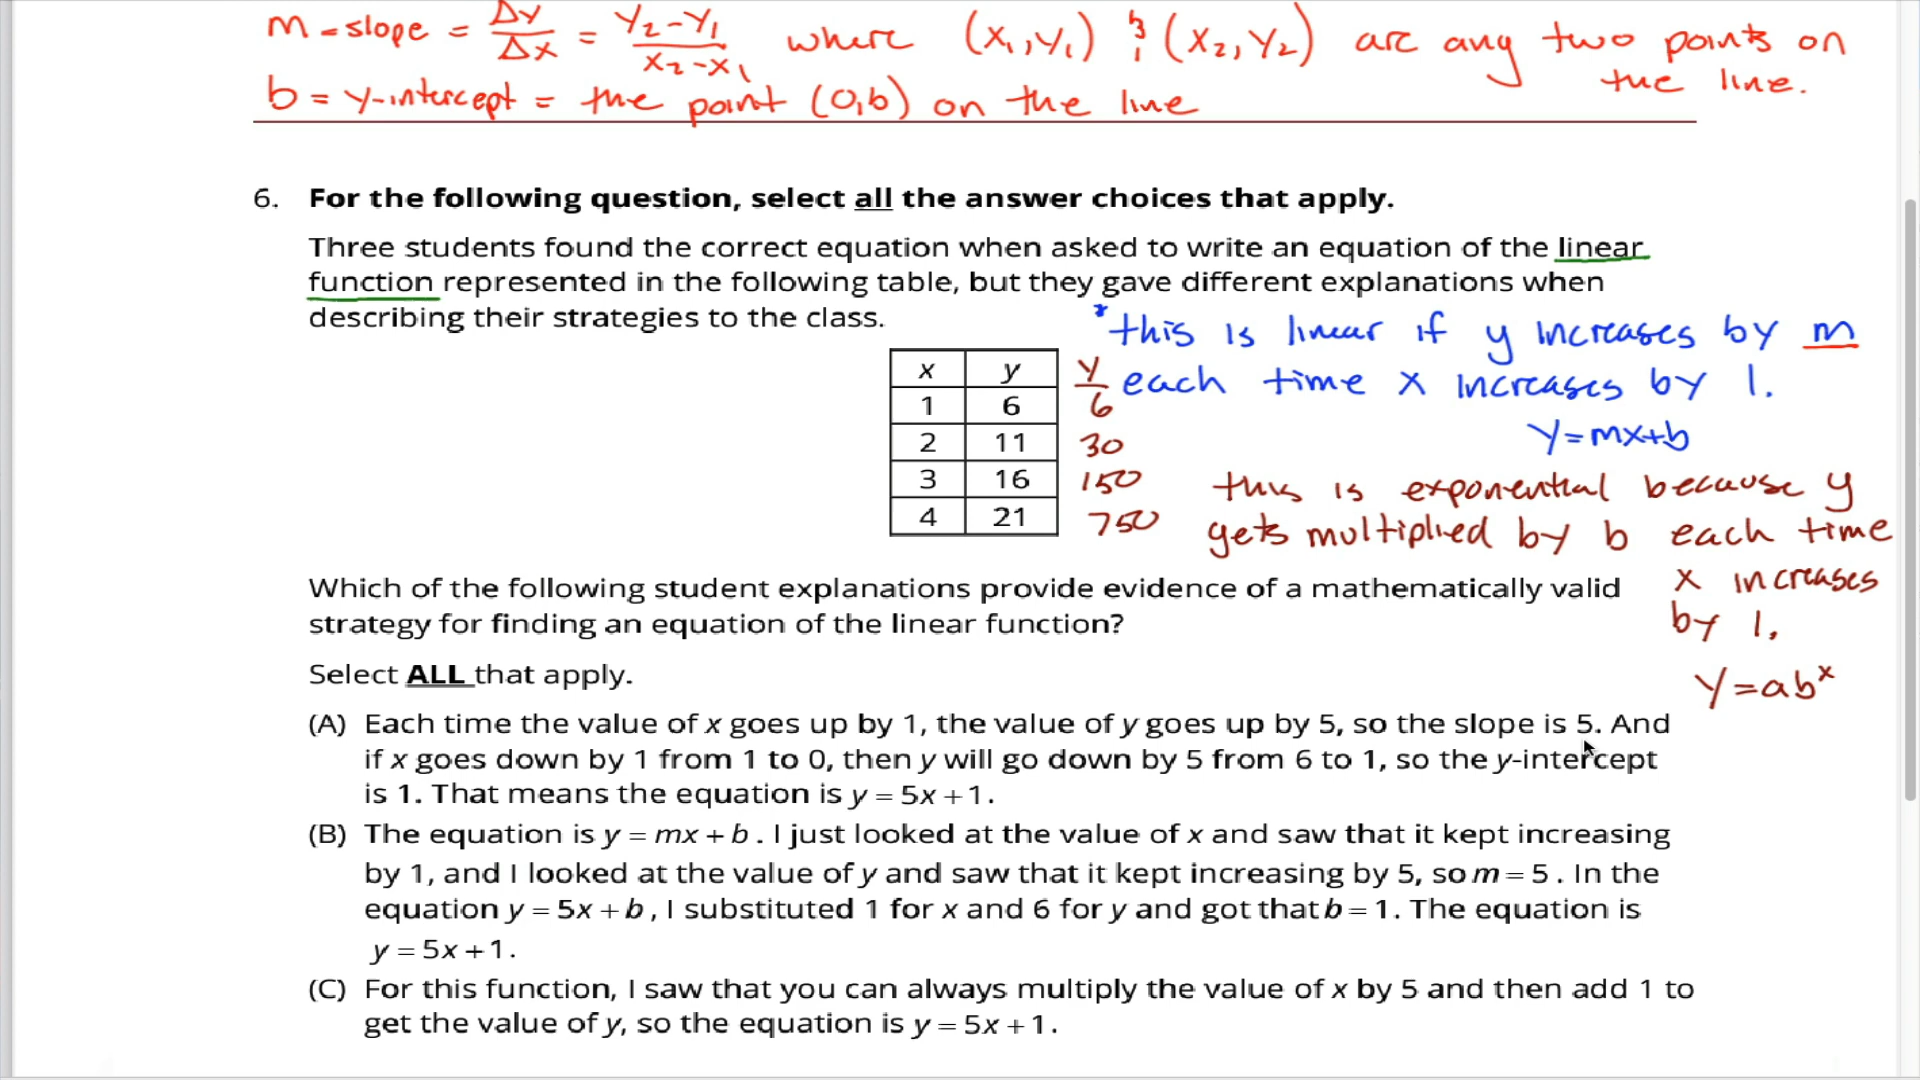 m = slope = Δy/Δx = y₂-y₁/x₂-x₁ where (x₁,y₁) & (x₂,y₂) are any two points on the line.
b = y-intercept = the point (0,b) on the line
6. For the following question, select all the answer choices that apply.
Three students found the correct equation when asked to write an equation of the linear
function represented in the following table, but they gave different explanations when
describing their strategies to the class.
*this is linear if y increases by m
each time x increases by 1.
y=mx+b
x y
1 6
2 11
3 16
4 21
y
6
30
150
750
this is exponential because y
gets multiplied by b each time
x increases
by 1.
y=abˣ
Which of the following student explanations provide evidence of a mathematically valid
strategy for finding an equation of the linear function?
Select ALL that apply.
(A) Each time the value of x goes up by 1, the value of y goes up by 5, so the slope is 5. And
if x goes down by 1 from 1 to 0, then y will go down by 5 from 6 to 1, so the y-intercept
is 1. That means the equation is y = 5x + 1.
(B) The equation is y = mx + b. I just looked at the value of x and saw that it kept increasing
by 1, and I looked at the value of y and saw that it kept increasing by 5, so m = 5. In the
equation y = 5x + b, I substituted 1 for x and 6 for y and got that b = 1. The equation is
y = 5x + 1.
(C) For this function, I saw that you can always multiply the value of x by 5 and then add 1 to
get the value of y, so the equation is y = 5x + 1.